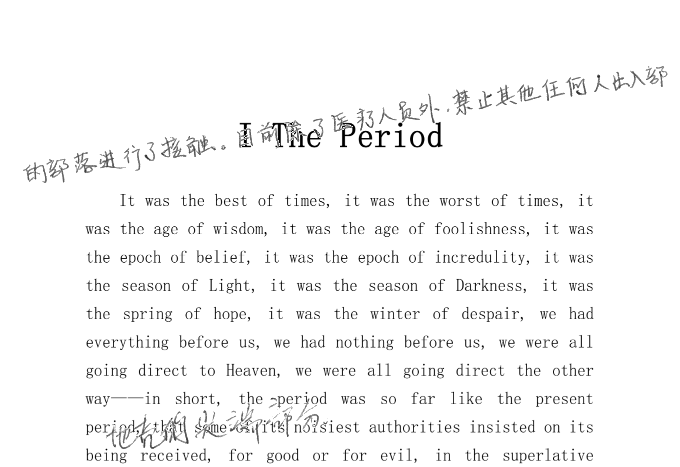 的部落进行了接触。目前除了医疗人员外,禁止其他任何人出入部
I The Period
It was the best of times, it was the worst of times, it
was the age of wisdom, it was the age of foolishness, it was
the epoch of belief, it was the epoch of incredulity, it was
the season of Light, it was the season of Darkness, it was
the spring of hope, it was the winter of despair, we had
everything before us, we had nothing before us, we were all
going direct to Heaven, we were all going direct the other
way——in short, the period was so far like the present
period, that some of its noisiest authorities insisted on its
being received, for good or for evil, in the superlative